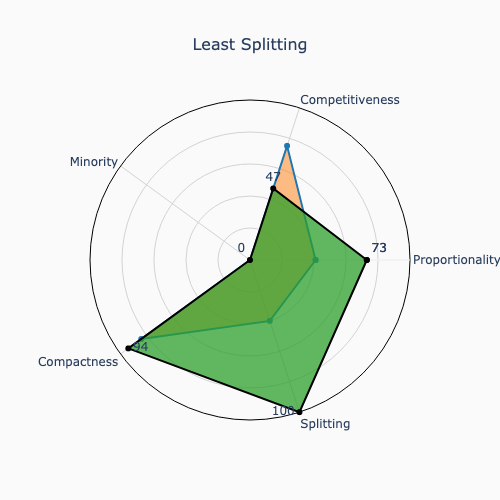 Least Splitting
Competitiveness
Minority
47
0
73
Proportionality
94
Compactness
100
Splitting